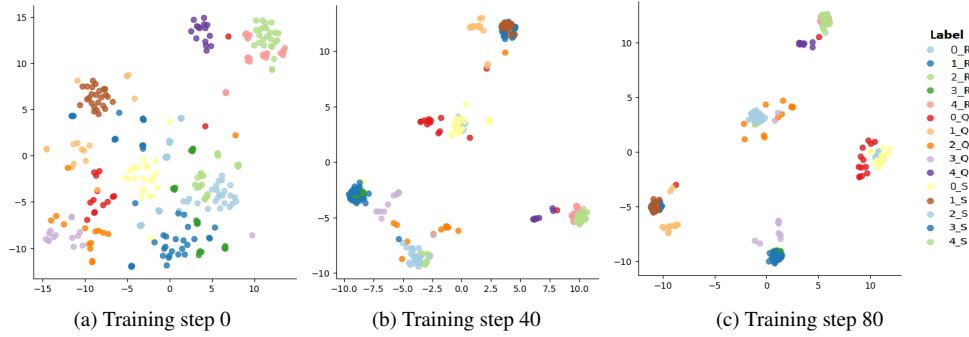 15
10
5
0
−5
−10
−15 −10 −5 0 5 10
(a) Training step 0
15
10
5
0
−5
−10
−10.0 −7.5 −5.0 −2.5 0.0 2.5 5.0 7.5 10.0
(b) Training step 40
10
5
0
−5
−10
−10 −5 0 5 10
(c) Training step 80
Label
0_R
1_R
2_R
3_R
4_R
0_Q
1_Q
2_Q
3_Q
4_Q
0_S
1_S
2_S
3_S
4_S